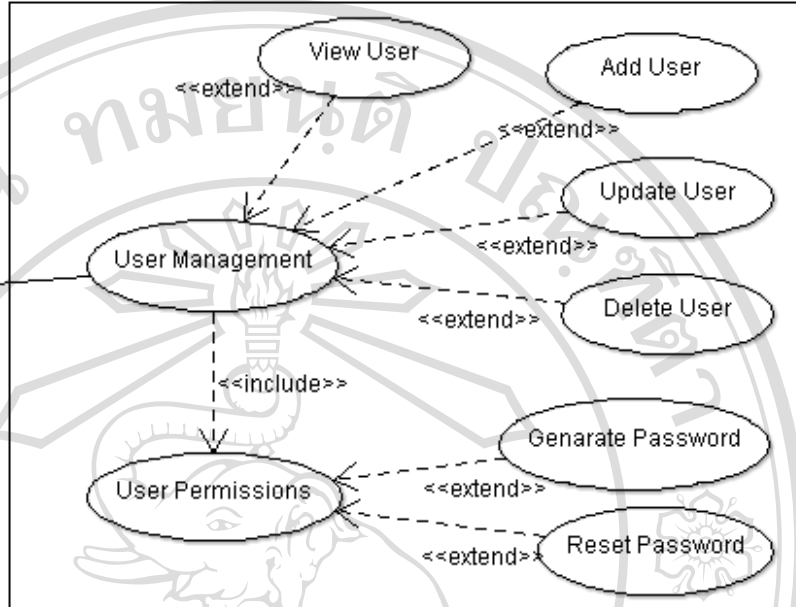 View User
Add User
<<extend>>
<<extend>>
Update User
<<extend>>
User Management
Delete User
<<extend>>
<<include>>
Genarate Password
<<extend>>
User Permissions
Reset Password
<<extend>>